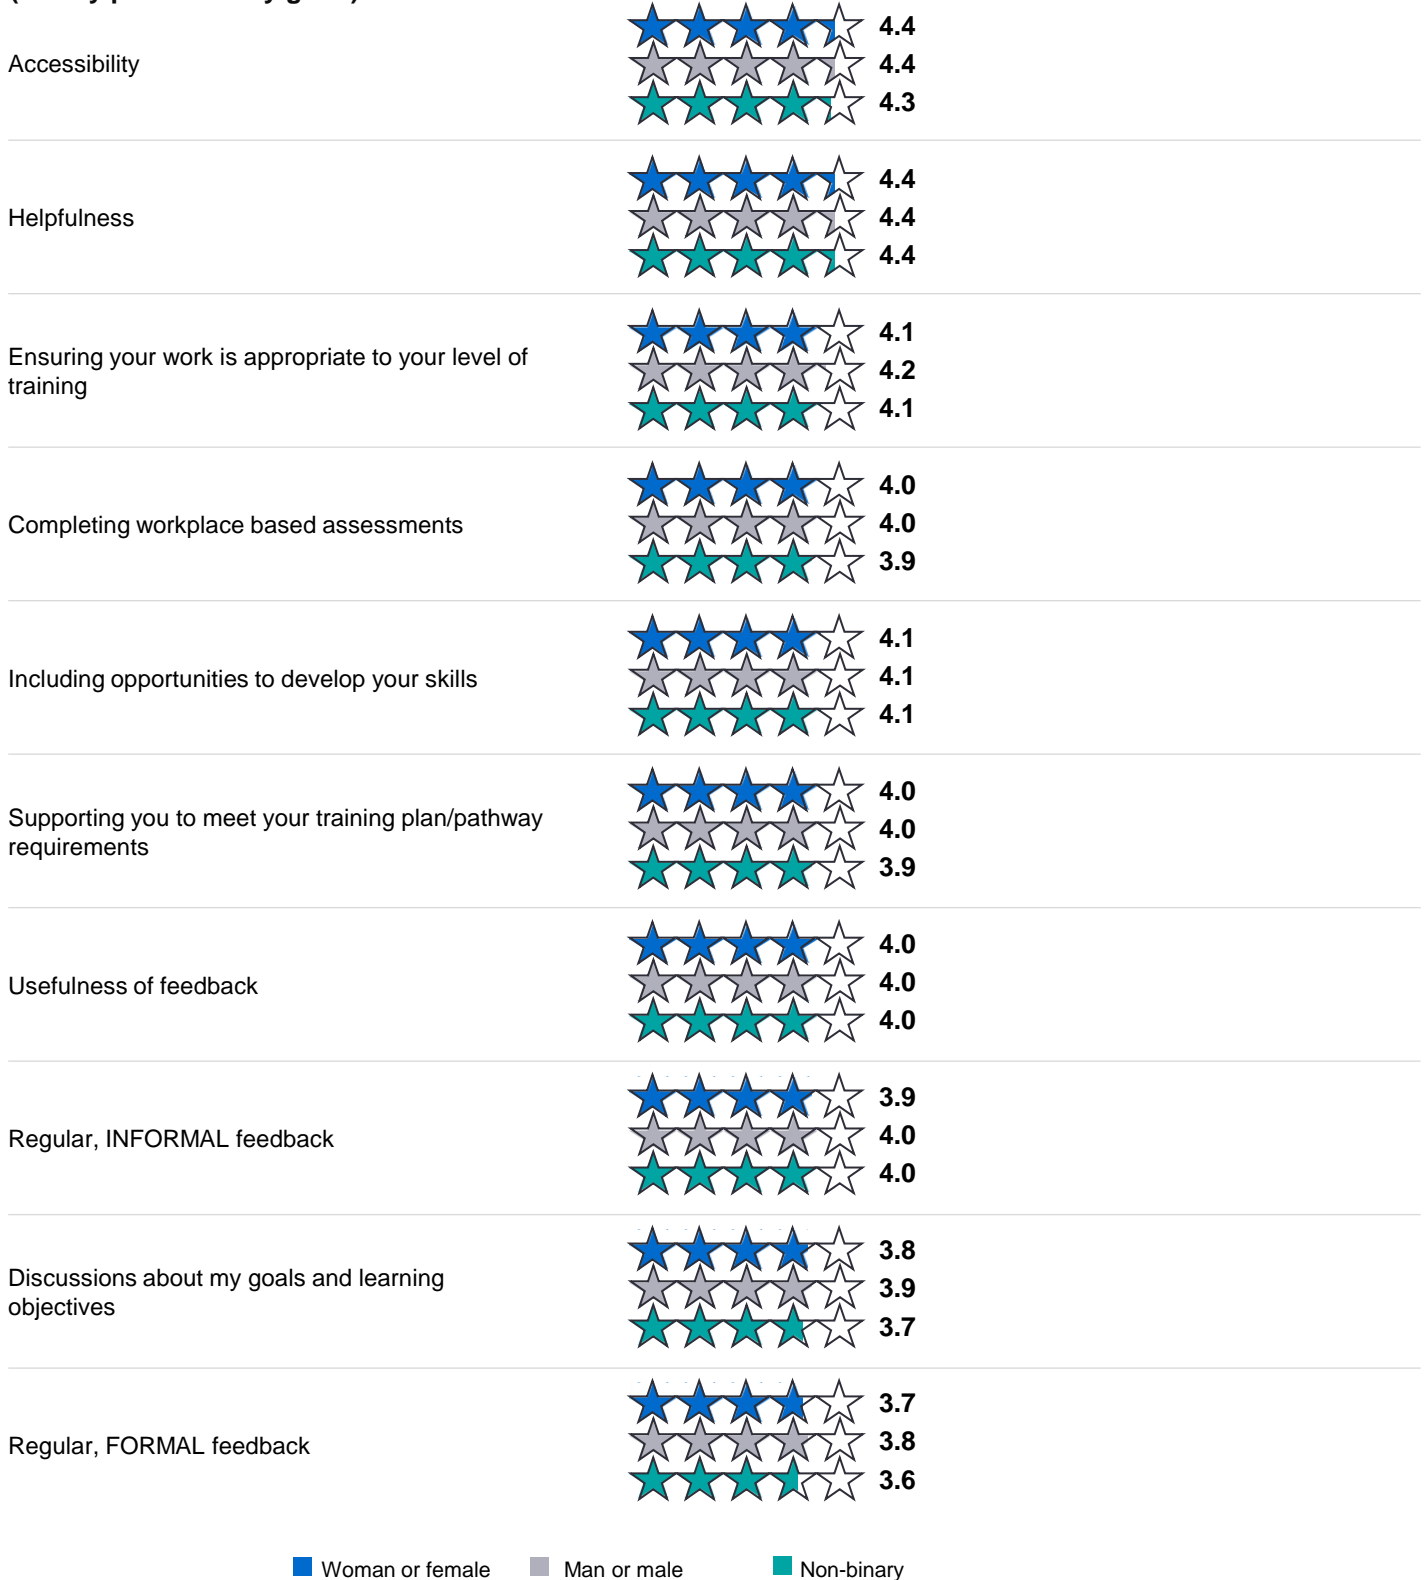 4.4
Accessibility
4.4
4.3
4.4
Helpfulness
4.4
4.4
4.1
Ensuring your work is appropriate to your level of
training
4.2
4.1
4.0
Completing workplace based assessments
4.0
3.9
4.1
Including opportunities to develop your skills
4.1
4.1
4.0
Supporting you to meet your training plan/pathway
requirements
4.0
3.9
4.0
Usefulness of feedback
4.0
4.0
3.9
Regular, INFORMAL feedback
4.0
4.0
3.8
Discussions about my goals and learning
objectives
3.9
3.7
3.7
Regular, FORMAL feedback
3.8
3.6
Woman or female Man or male Non-binary